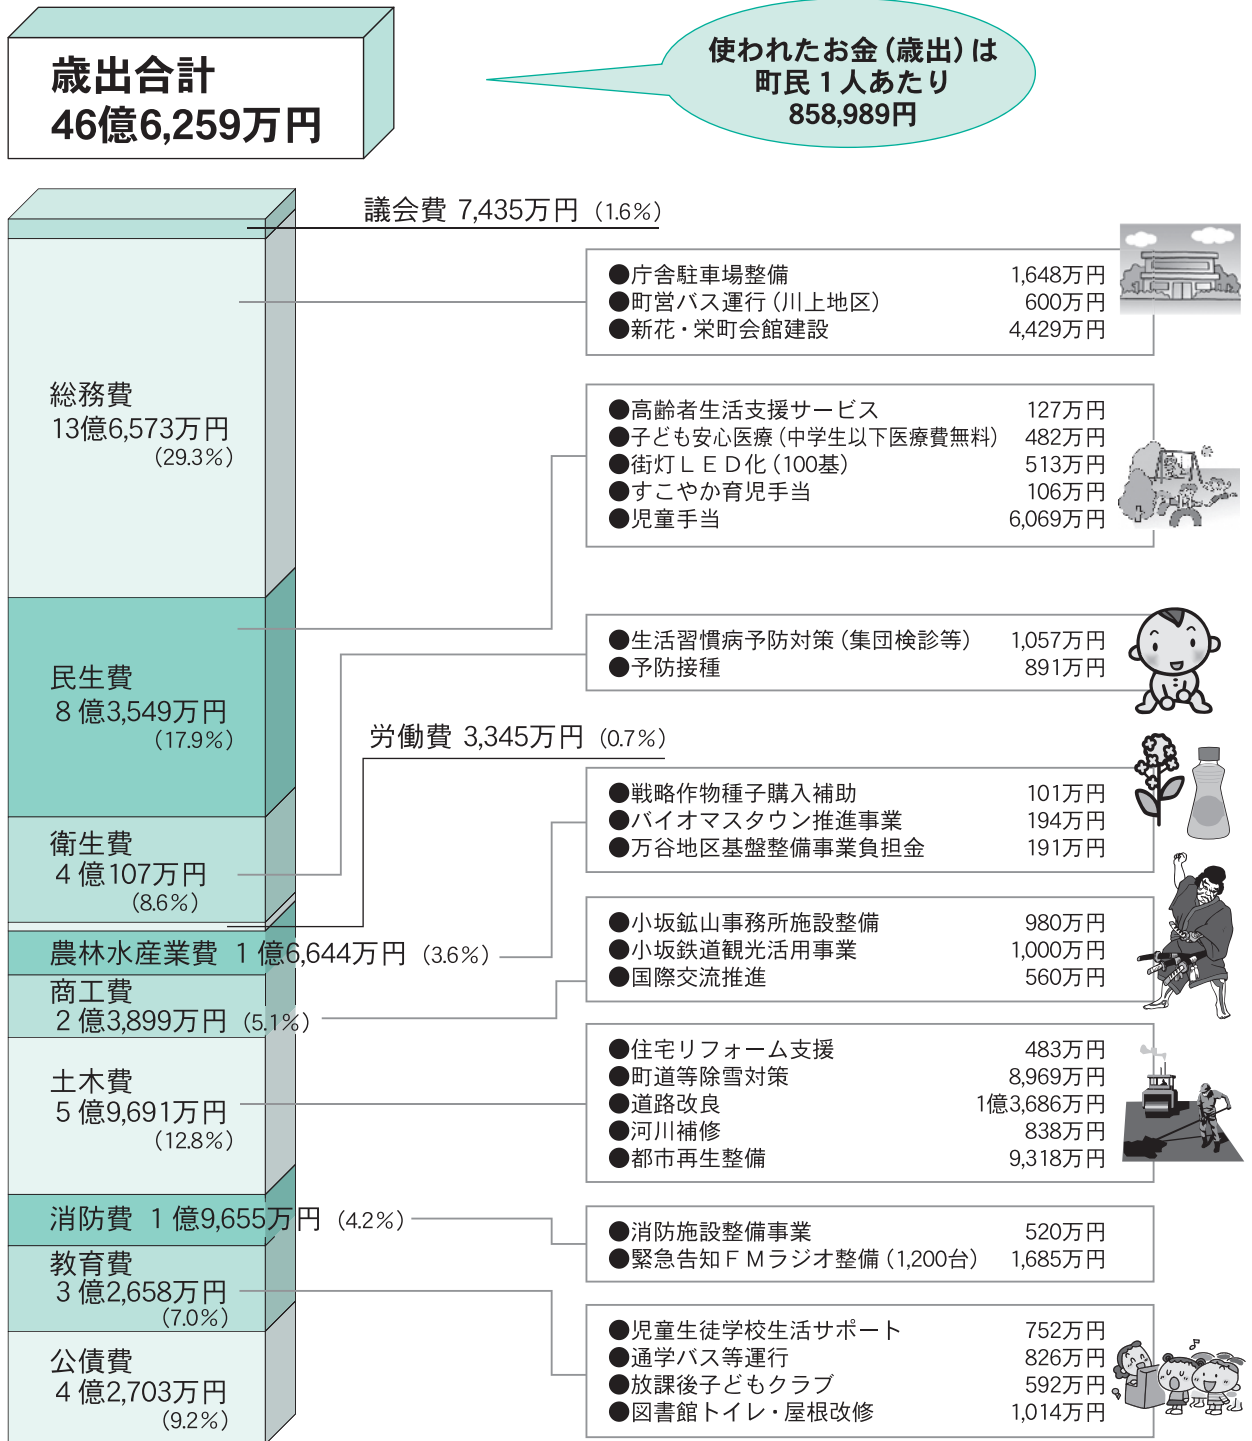 歳出合計
46億6,259万円
使われたお金（歳出）は
町民１人あたり
858,989円
議会費 7,435万円（1.6％）
総務費
13億6,573万円
（29.3％）
●庁舎駐車場整備 1,648万円
●町営バス運行（川上地区） 600万円
●新花・栄町会館建設 4,429万円
民生費
8億3,549万円
（17.9％）
●高齢者生活支援サービス 127万円
●子ども安心医療（中学生以下医療費無料） 482万円
●街灯ＬＥＤ化（100基） 513万円
●すこやか育児手当 106万円
●児童手当 6,069万円
衛生費
4億107万円
（8.6％）
●生活習慣病予防対策（集団検診等） 1,057万円
●予防接種 891万円
労働費 3,345万円（0.7％）
農林水産業費 1億6,644万円（3.6％）
●戦略作物種子購入補助 101万円
●バイオマスタウン推進事業 194万円
●万谷地区基盤整備事業負担金 191万円
商工費
2億3,899万円（5.1％）
●小坂鉱山事務所施設整備 980万円
●小坂鉄道観光活用事業 1,000万円
●国際交流推進 560万円
土木費
5億9,691万円
（12.8％）
●住宅リフォーム支援 483万円
●町道等除雪対策 8,969万円
●道路改良 1億3,686万円
●河川補修 838万円
●都市再生整備 9,318万円
消防費 1億9,655万円（4.2％）
●消防施設整備事業 520万円
●緊急告知ＦＭラジオ整備（1,200台） 1,685万円
教育費
3億2,658万円
（7.0％）
●児童生徒学校生活サポート 752万円
●通学バス等運行 826万円
●放課後子どもクラブ 592万円
●図書館トイレ・屋根改修 1,014万円
公債費
4億2,703万円
（9.2％）